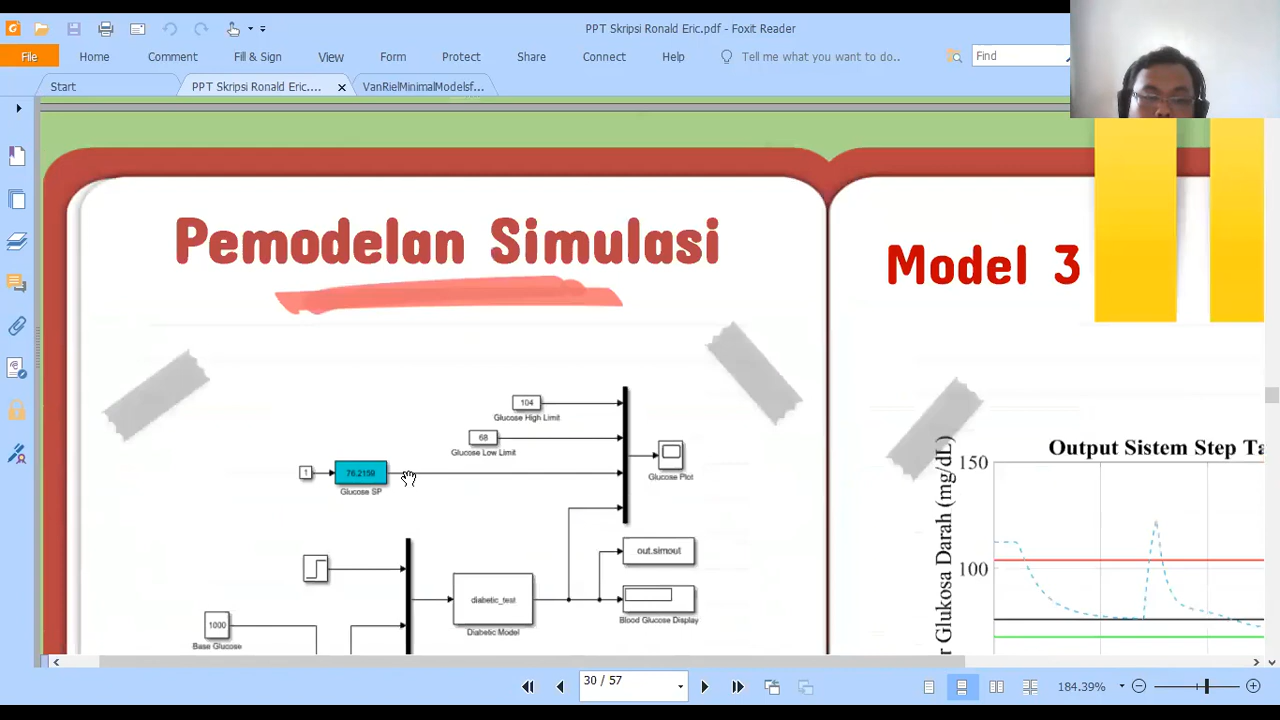 PPT Skripsi Ronald Eric.pdf - Foxit Reader
File Home Comment Fill & Sign View Form Protect Share Connect Help Tell me what you want to do.. Find
Start PPT Skripsi Ronald Eric.... VanRielMinimalModelsf...
Pemodelan Simulasi
Model 3
104
Glucose High Limit
68
Glucose Low Limit
1
76.2159
Glucose SP
Glucose Plot
out.simout
diabetic_test
Diabetic Model
Blood Glucose Display
1000
Base Glucose
Output Sistem Step Ta
150
100
r Glukosa Darah (mg/dL)
30 / 57
184.39%